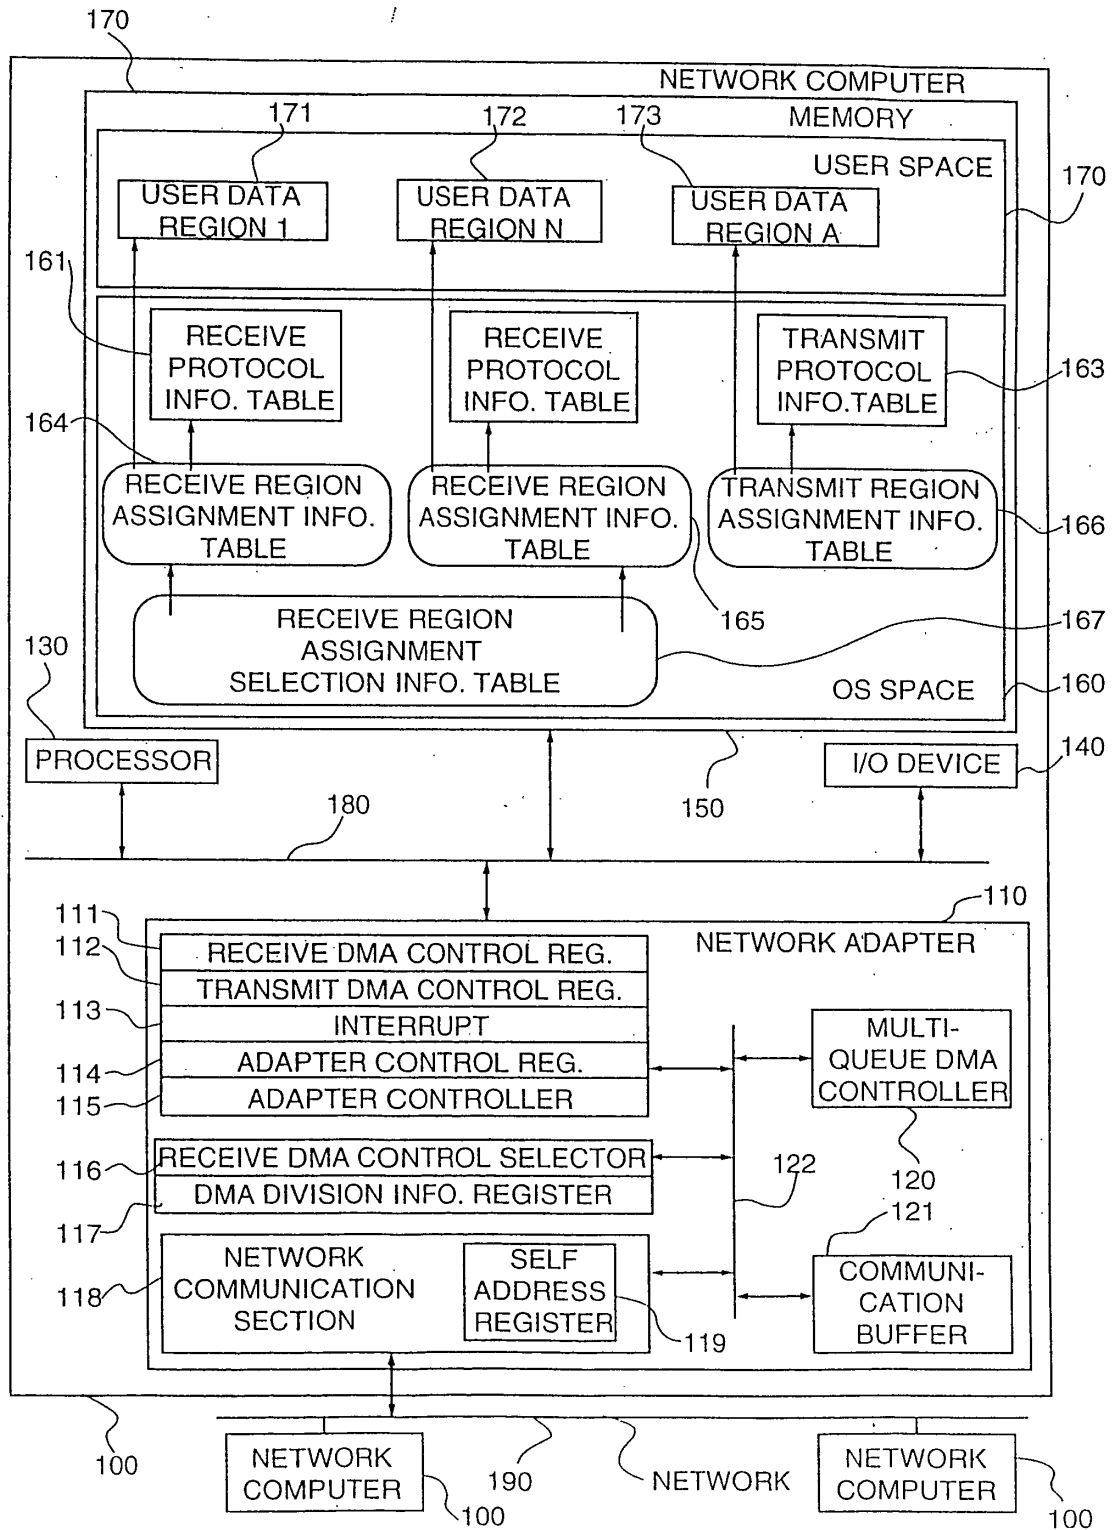 170
NETWORK COMPUTER
171
172
173
MEMORY
USER SPACE
170
USER DATA
REGION 1
USER DATA
REGION N
USER DATA
REGION A
161
RECEIVE
PROTOCOL
INFO. TABLE
RECEIVE
PROTOCOL
INFO. TABLE
TRANSMIT
PROTOCOL
INFO.TABLE
163
164
RECEIVE REGION
ASSIGNMENT INFO.
TABLE
RECEIVE REGION
ASSIGNMENT INFO.
TABLE
TRANSMIT REGION
ASSIGNMENT INFO.
TABLE
166
165
RECEIVE REGION
ASSIGNMENT
SELECTION INFO. TABLE
167
OS SPACE
160
130
PROCESSOR
I/O DEVICE
140
150
180
110
NETWORK ADAPTER
111
RECEIVE DMA CONTROL REG.
112
TRANSMIT DMA CONTROL REG.
113
INTERRUPT
114
ADAPTER CONTROL REG.
115
ADAPTER CONTROLLER
MULTI-
QUEUE DMA
CONTROLLER
120
116
RECEIVE DMA CONTROL SELECTOR
122
117
DMA DIVISION INFO. REGISTER
121
118
NETWORK
COMMUNICATION
SECTION
SELF
ADDRESS
REGISTER
119
COMMUNI-
CATION
BUFFER
100
NETWORK
COMPUTER
100
190
NETWORK
NETWORK
COMPUTER
100